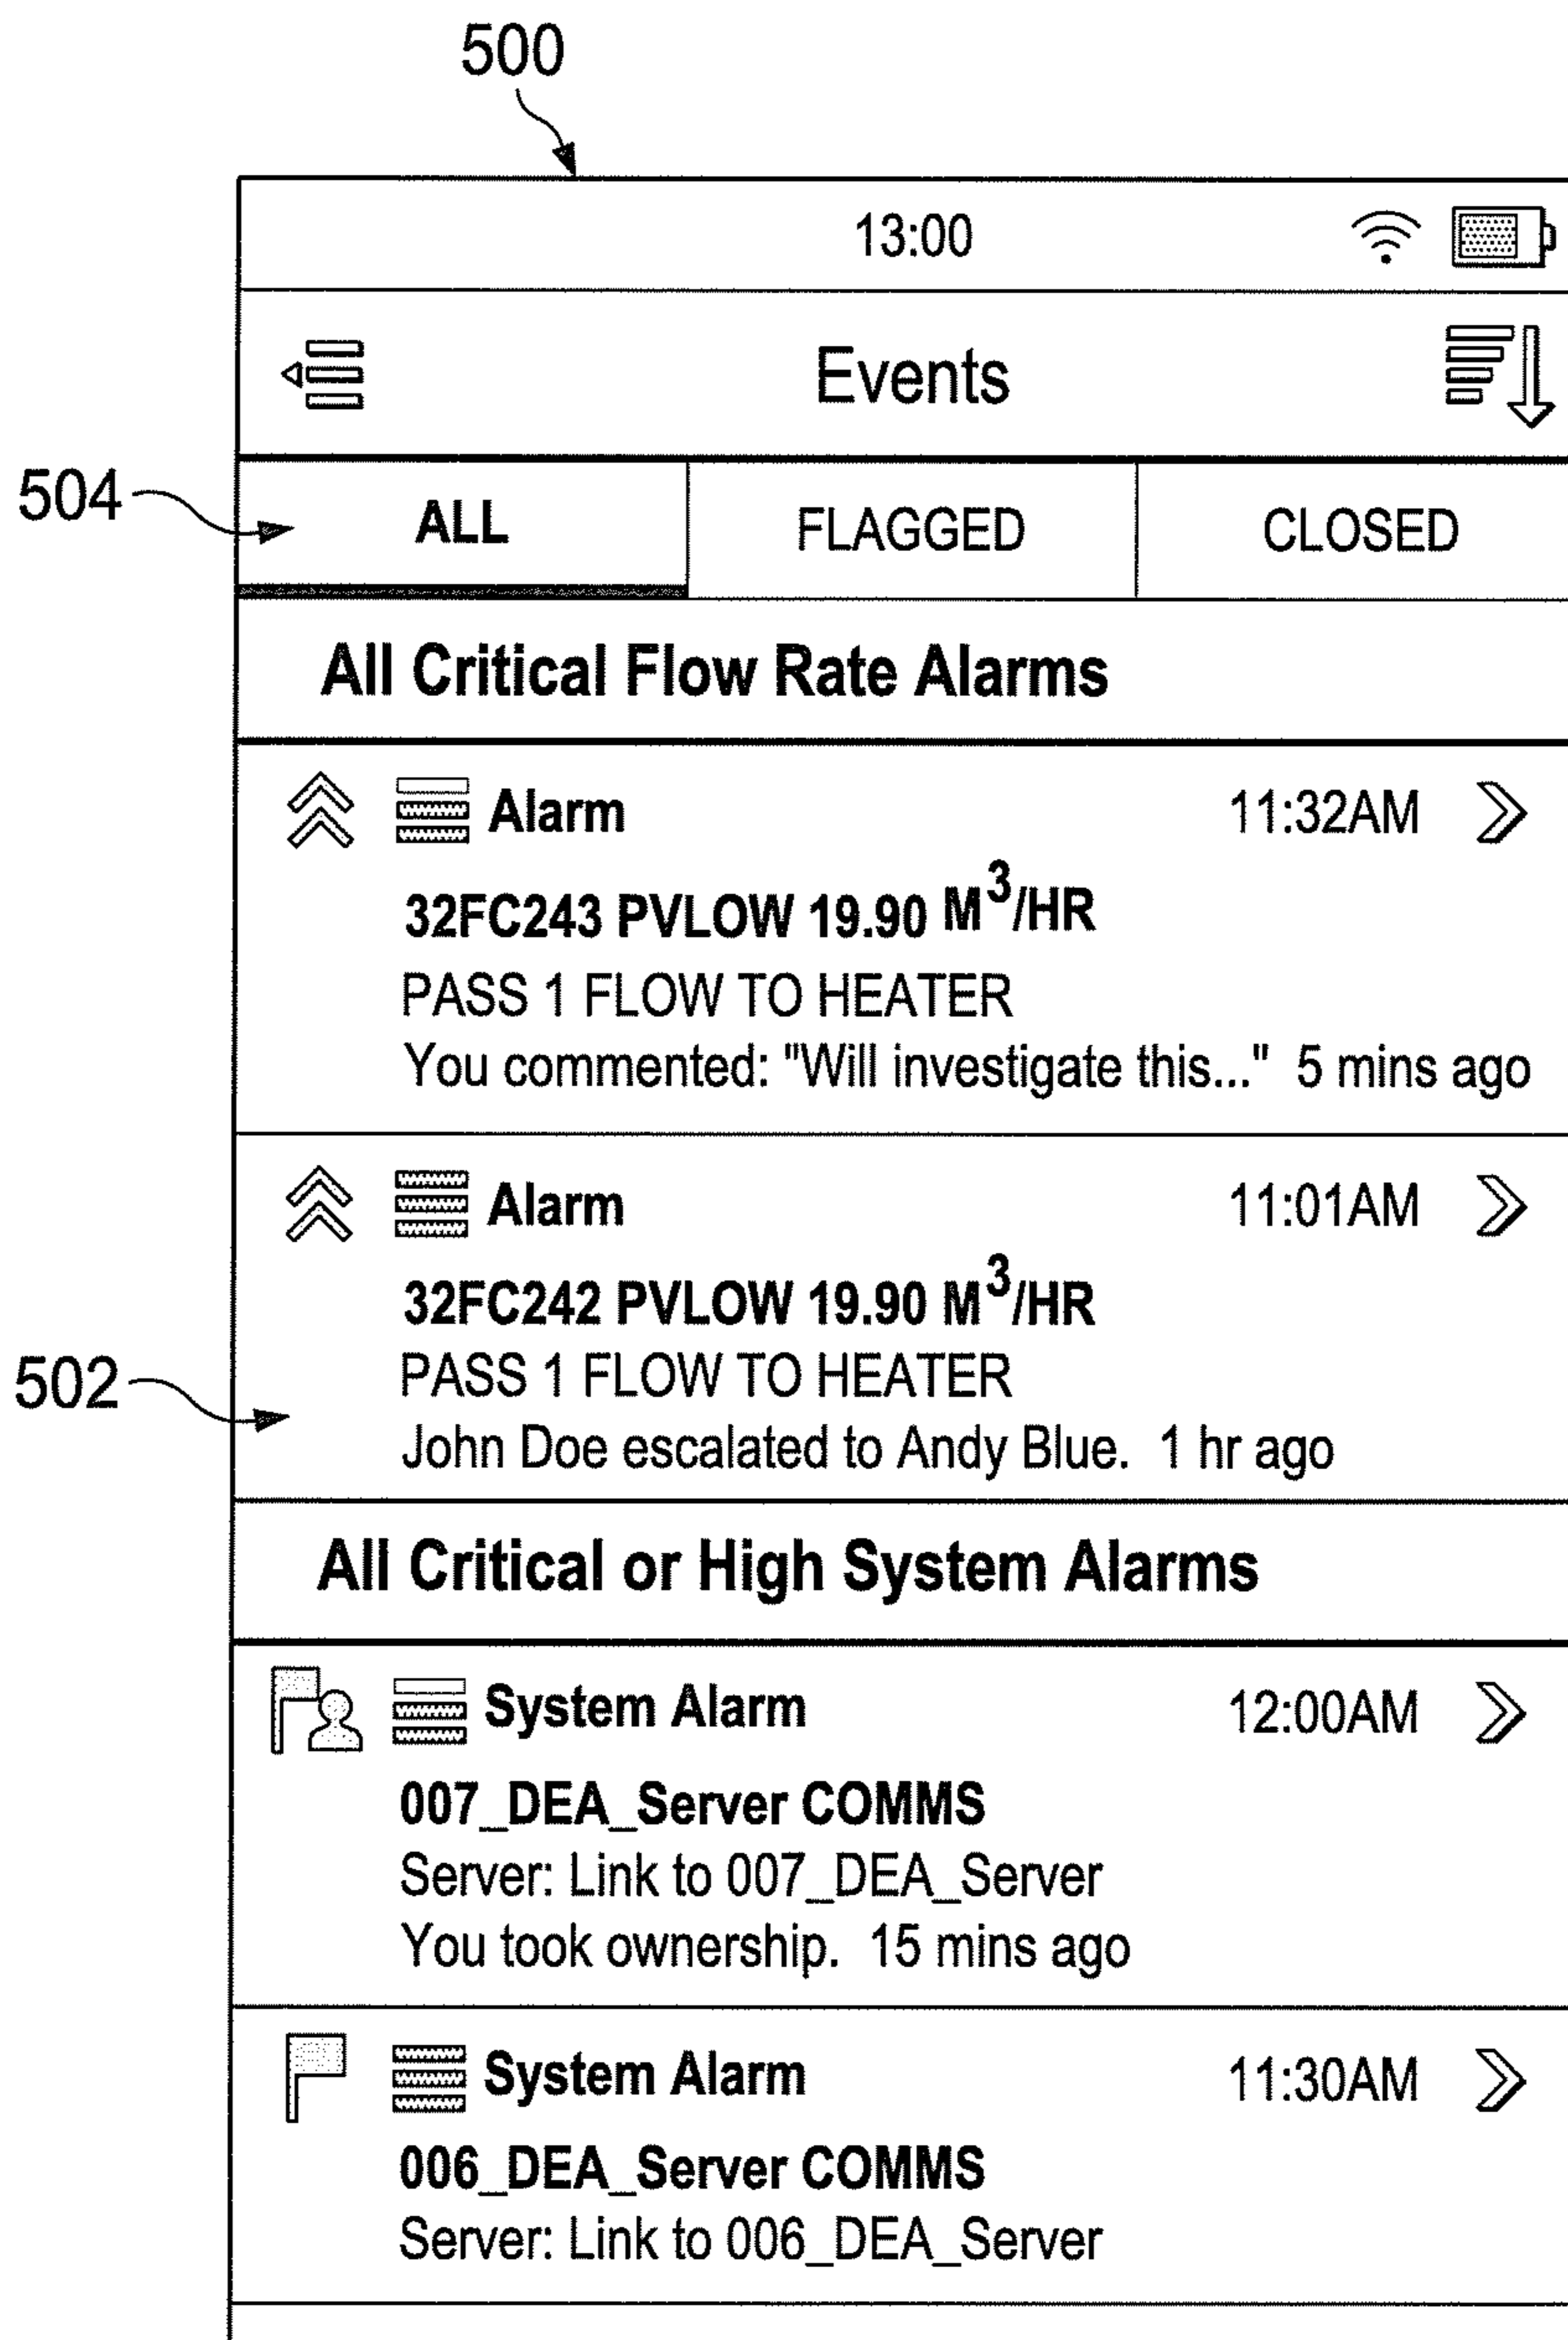 500
13:00
Events
504
ALL FLAGGED CLOSED
All Critical Flow Rate Alarms
Alarm 11:32AM
32FC243 PVLOW 19.90 M³/HR
PASS 1 FLOW TO HEATER
You commented: "Will investigate this..." 5 mins ago
Alarm 11:01AM
32FC242 PVLOW 19.90 M³/HR
PASS 1 FLOW TO HEATER
502
John Doe escalated to Andy Blue. 1 hr ago
All Critical or High System Alarms
System Alarm 12:00AM
007_DEA_Server COMMS
Server: Link to 007_DEA_Server
You took ownership. 15 mins ago
System Alarm 11:30AM
006_DEA_Server COMMS
Server: Link to 006_DEA_Server